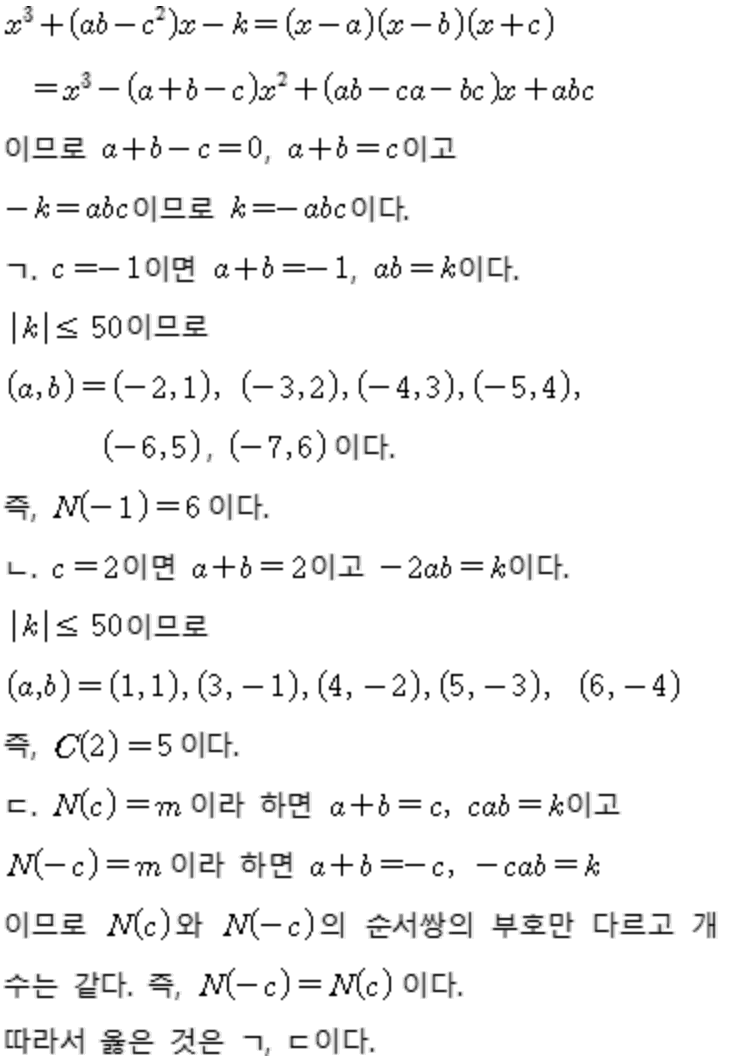 x³+(ab−c²)x−k=(x−a)(x−b)(x+c)
=x³−(a+b−c)x²+(ab−ca−bc)x+abc
이므로 a+b−c=0, a+b=c이고
−k=abc이므로 k=−abc이다.
ㄱ. c=−1이면 a+b=−1, ab=k이다.
|k|≤ 50이므로
(a,b)=(−2,1), (−3,2),(−4,3),(−5,4),
(−6,5), (−7,6)이다.
즉, N(−1)=6 이다.
ㄴ. c=2이면 a+b=2이고 −2ab=k이다.
|k|≤ 50이므로
(a,b)=(1,1),(3,−1),(4,−2),(5,−3), (6,−4)
즉, C(2)=5 이다.
ㄷ. N(c)=m 이라 하면 a+b=c, cab=k이고
N(−c)=m 이라 하면 a+b=−c, −cab=k
이므로 N(c)와 N(−c)의 순서쌍의 부호만 다르고 개
수는 같다. 즉, N(−c)=N(c) 이다.
따라서 옳은 것은 ㄱ, ㄷ이다.